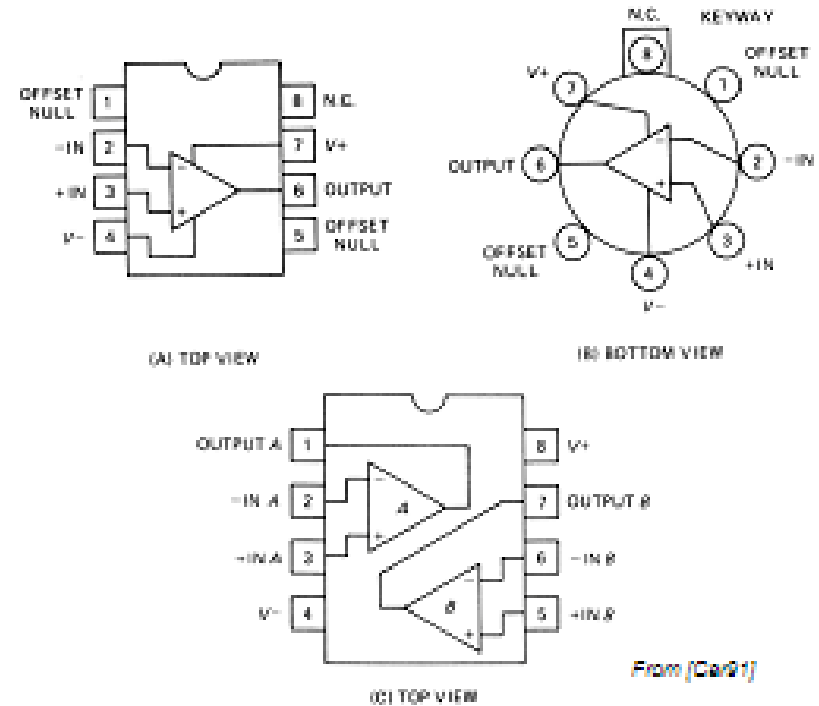 OFFSET NULL
1
8
N.C.
-IN
2
7
V+
+IN
3
6
OUTPUT
V-
4
5
OFFSET NULL
(A) TOP VIEW
N.C.
KEYWAY
8
OFFSET NULL
V+
7
1
OUTPUT
6
2
-IN
OFFSET NULL
5
3
+IN
4
V-
(B) BOTTOM VIEW
OUTPUT A
1
8
V+
-IN A
2
A
7
OUTPUT B
+IN A
3
6
-IN B
V-
4
B
5
+IN B
From [Car91]
(C) TOP VIEW